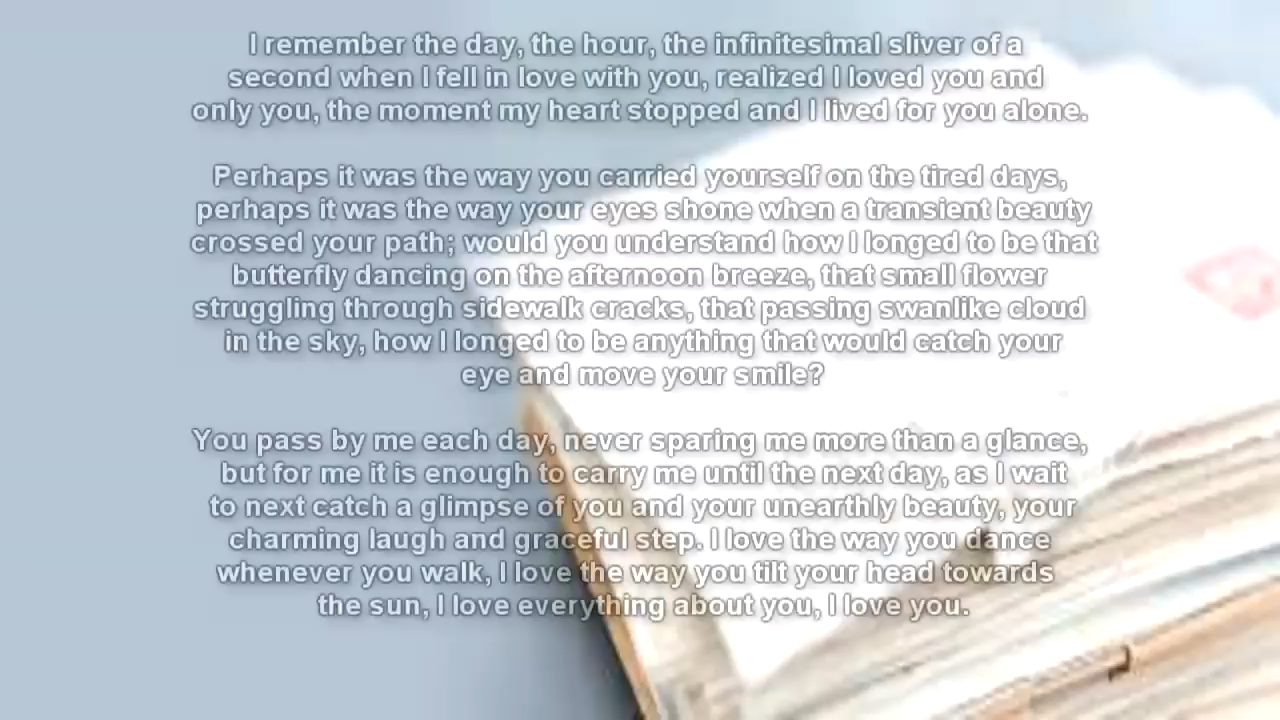 I remember the day, the hour, the infinitesimal sliver of a
second when I fell in love with you, realized I loved you and
only you, the moment my heart stopped and I lived for you alone.
Perhaps it was the way you carried yourself on the tired days,
perhaps it was the way your eyes shone when a transient beauty
crossed your path; would you understand how I longed to be that
butterfly dancing on the afternoon breeze, that small flower
struggling through sidewalk cracks, that passing swanlike cloud
in the sky, how I longed to be anything that would catch your
eye and move your smile?
You pass by me each day, never sparing me more than a glance,
but for me it is enough to carry me until the next day, as I wait
to next catch a glimpse of you and your unearthly beauty, your
charming laugh and graceful step. I love the way you dance
whenever you walk, I love the way you tilt your head towards
the sun, I love everything about you, I love you.